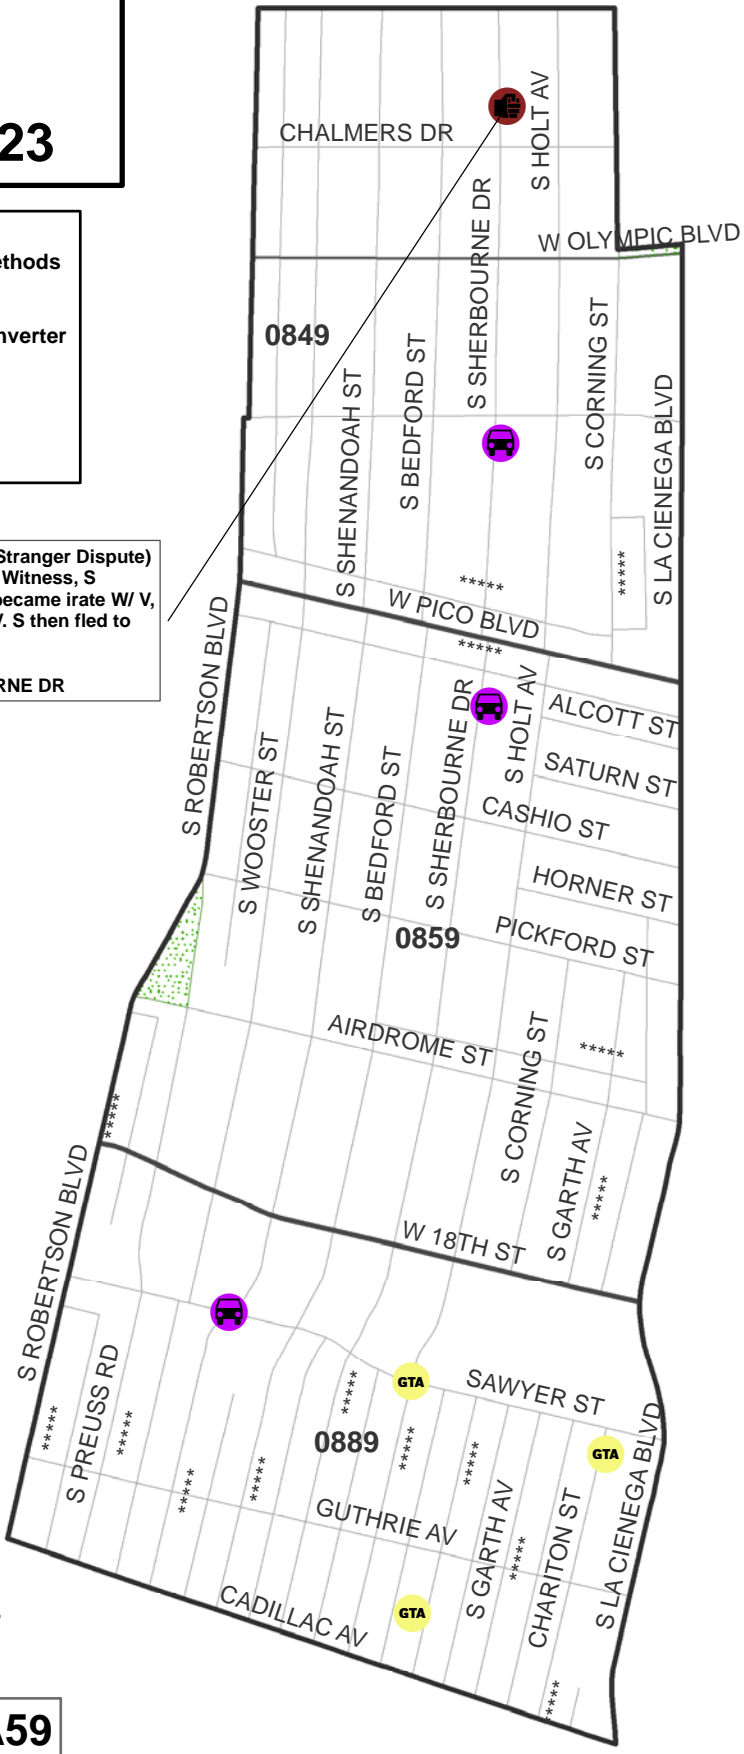 23
ethods
nverter
Stranger Dispute)
Witness, S
became irate W/ V,
V. S then fled to
RNE DR
CHALMERS DR
S HOLT AV
S SHERBOURNE DR
W OLYMPIC BLVD
0849
S SHENANDOAH ST
S BEDFORD ST
S CORNING ST
S LA CIENEGA BLVD
*****
*****
W PICO BLVD
*****
S ROBERTSON BLVD
S WOOSTER ST
S SHENANDOAH ST
S BEDFORD ST
S SHERBOURNE DR
S HOLT AV
ALCOTT ST
SATURN ST
CASHIO ST
HORNER ST
0859
PICKFORD ST
AIRDROME ST
*****
S CORNING ST
S GARTH AV
*****
*****
S ROBERTSON BLVD
W 18TH ST
SAWYER ST
GTA
GTA
S PREUSS RD
*****
*****
*****
*****
*****
0889
*****
*****
GUTHRIE AV
S GARTH AV
*****
CHARITON ST
S LA CIENEGA BLVD
CADILLAC AV
GTA
*****
A59